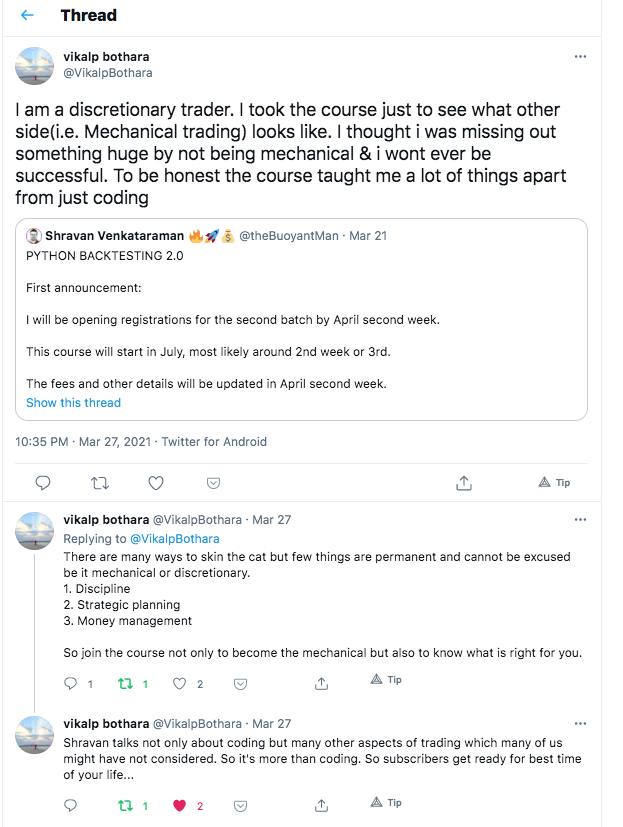 Thread
vikalp bothara
@VikalpBothara
I am a discretionary trader. I took the course just to see what other
side(i.e. Mechanical trading) looks like. I thought i was missing out
something huge by not being mechanical & i wont ever be
successful. To be honest the course taught me a lot of things apart
from just coding
Shravan Venkataraman 🔥🚀💰 @theBuoyantMan · Mar 21
PYTHON BACKTESTING 2.0
First announcement:
I will be opening registrations for the second batch by April second week.
This course will start in July, most likely around 2nd week or 3rd.
The fees and other details will be updated in April second week.
Show this thread
10:35 PM · Mar 27, 2021 · Twitter for Android
Tip
vikalp bothara @VikalpBothara · Mar 27
Replying to @VikalpBothara
There are many ways to skin the cat but few things are permanent and cannot be excused
be it mechanical or discretionary.
1. Discipline
2. Strategic planning
3. Money management
So join the course not only to become the mechanical but also to know what is right for you.
1 1 2 Tip
vikalp bothara @VikalpBothara · Mar 27
Shravan talks not only about coding but many other aspects of trading which many of us
might have not considered. So it's more than coding. So subscribers get ready for best time
of your life...
1 2 Tip